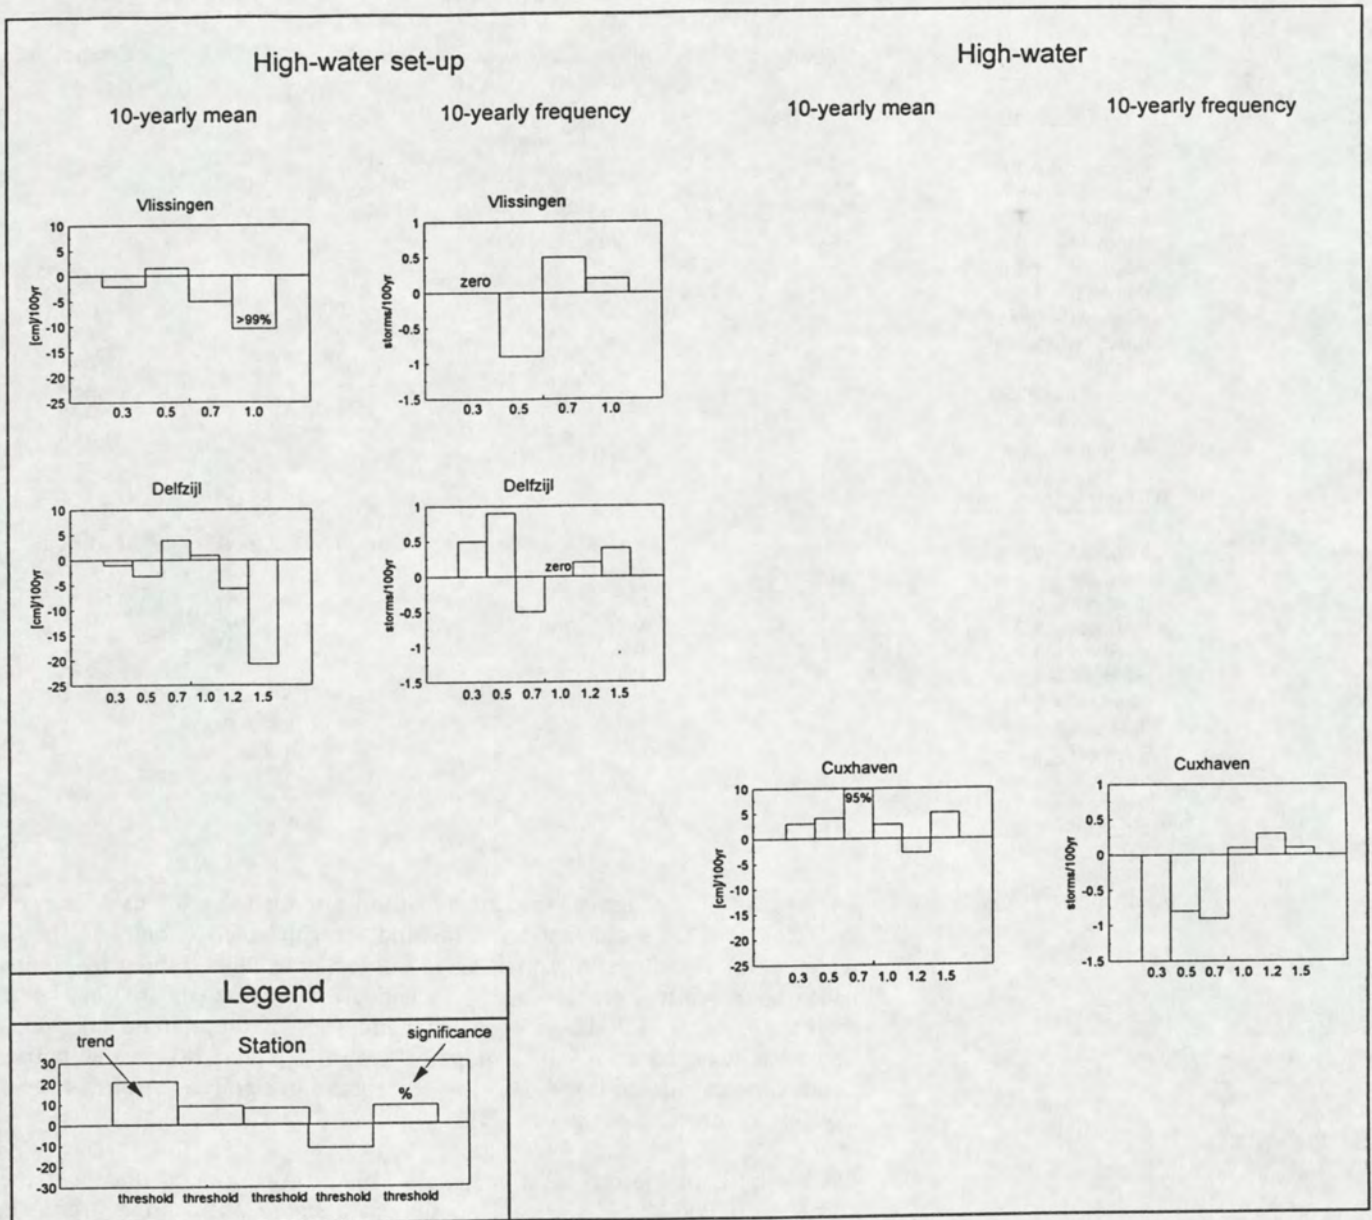 High-water set-up
High-water
10-yearly mean
10-yearly frequency
10-yearly mean
10-yearly frequency
Vlissingen
10
5
0
-5
-10
-15
-20
-25
[cm]/100yr
>99%
0.3 0.5 0.7 1.0
Vlissingen
1
0.5
0
-0.5
-1
-1.5
storms/100yr
zero
0.3 0.5 0.7 1.0
Delfzijl
10
5
0
-5
-10
-15
-20
-25
[cm]/100yr
0.3 0.5 0.7 1.0 1.2 1.5
Delfzijl
1
0.5
0
-0.5
-1
-1.5
storms/100yr
zero
0.3 0.5 0.7 1.0 1.2 1.5
Cuxhaven
10
5
0
-5
-10
-15
-20
-25
[cm]/100yr
95%
0.3 0.5 0.7 1.0 1.2 1.5
Cuxhaven
1
0.5
0
-0.5
-1
-1.5
storms/100yr
0.3 0.5 0.7 1.0 1.2 1.5
Legend
trend
Station
significance
30
20
10
0
-10
-20
-30
%
threshold threshold threshold threshold threshold